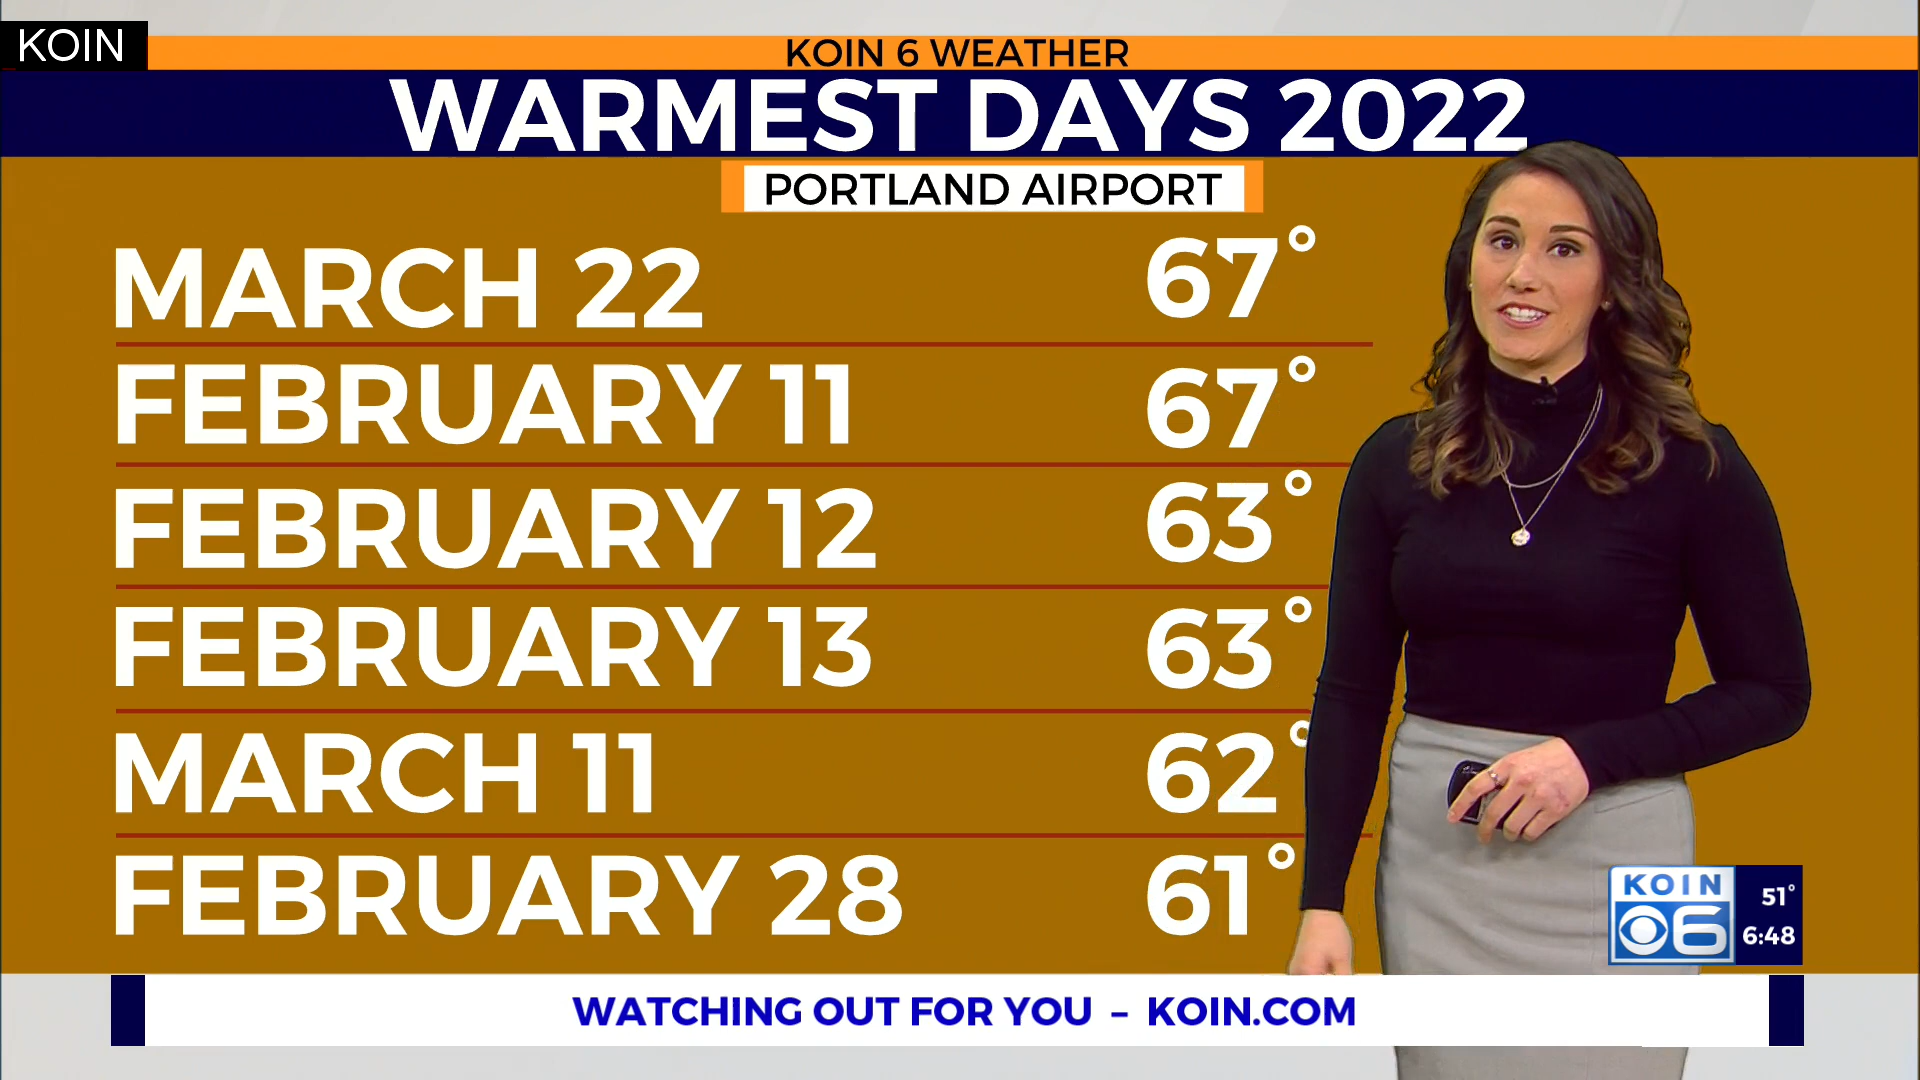 KOIN
KOIN 6 WEATHER
WARMEST DAYS 2022
PORTLAND AIRPORT
MARCH 22 67°
FEBRUARY 11 67°
FEBRUARY 12 63°
FEBRUARY 13 63°
MARCH 11 62°
FEBRUARY 28 61°
KOIN
6
51°
6:48
WATCHING OUT FOR YOU – KOIN.COM